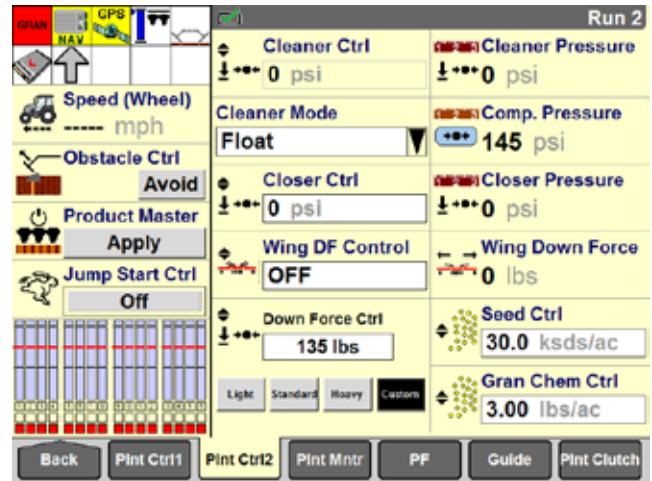 GRAN
NAV
GPS
Run 2
Speed (Wheel)
----- mph
Obstacle Ctrl
Avoid
Product Master
Apply
Jump Start Ctrl
Off
Cleaner Ctrl
0 psi
Cleaner Mode
Float
Closer Ctrl
0 psi
Wing DF Control
OFF
Down Force Ctrl
135 lbs
Light Standard Heavy Custom
Cleaner Pressure
0 psi
Comp. Pressure
145 psi
Closer Pressure
0 psi
Wing Down Force
0 lbs
Seed Ctrl
30.0 ksds/ac
Gran Chem Ctrl
3.00 lbs/ac
Back Plnt Ctrl1 Plnt Ctrl2 Plnt Mntr PF Guide Plnt Clutch